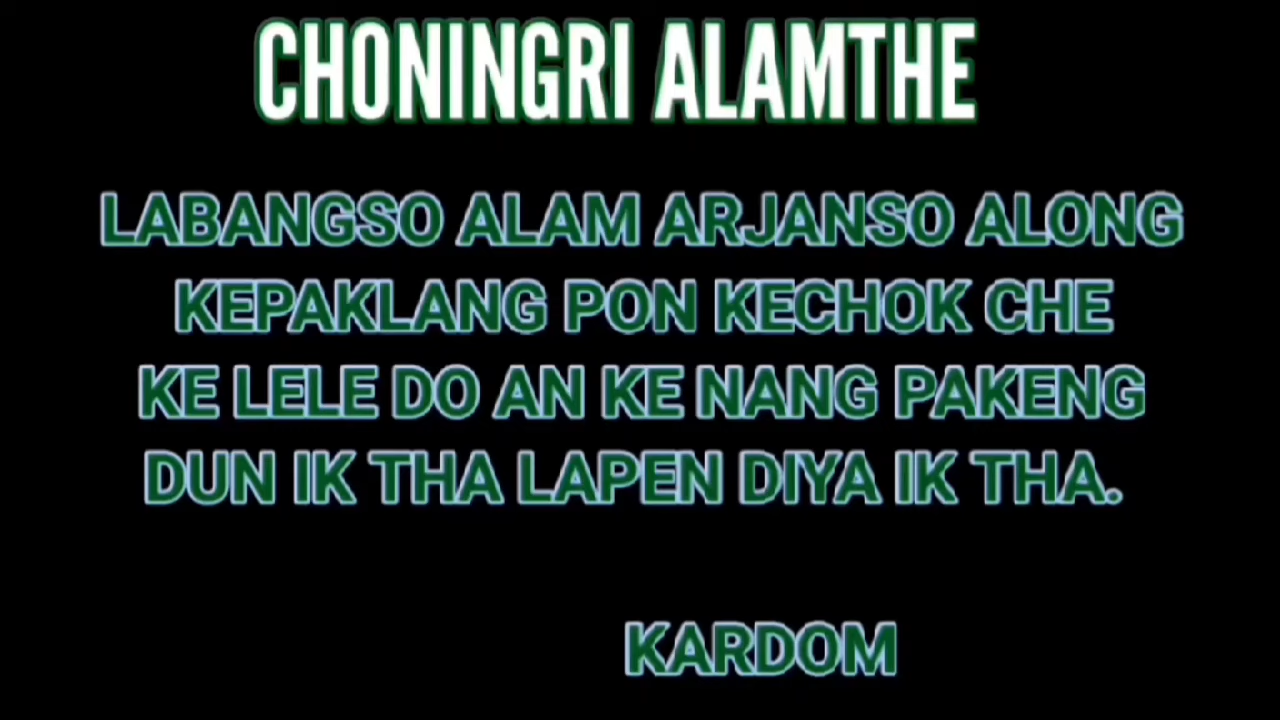 CHONINGRI ALAMTHE
LABANGSO ALAM ARJANSO ALONG
KEPAKLANG PON KECHOK CHE
KE LELE DO AN KE NANG PAKENG
DUN IK THA LAPEN DIYA IK THA.
KARDOM